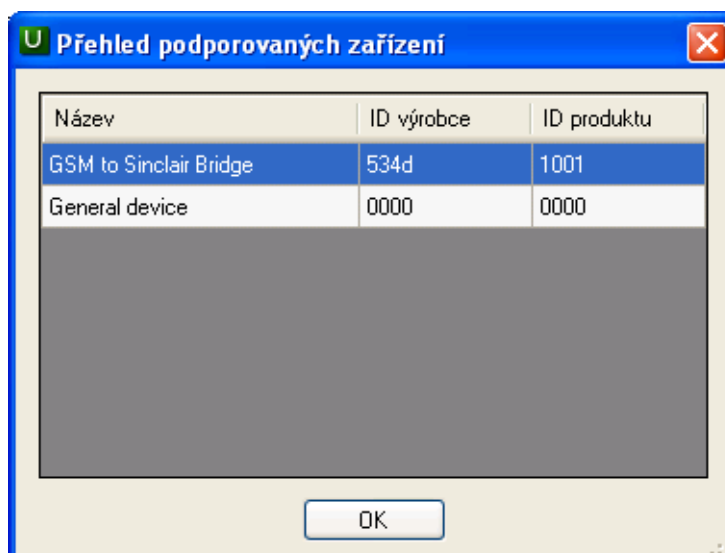 U Přehled podporovaných zařízení
Název ID výrobce ID produktu
GSM to Sinclair Bridge 534d 1001
General device 0000 0000
OK